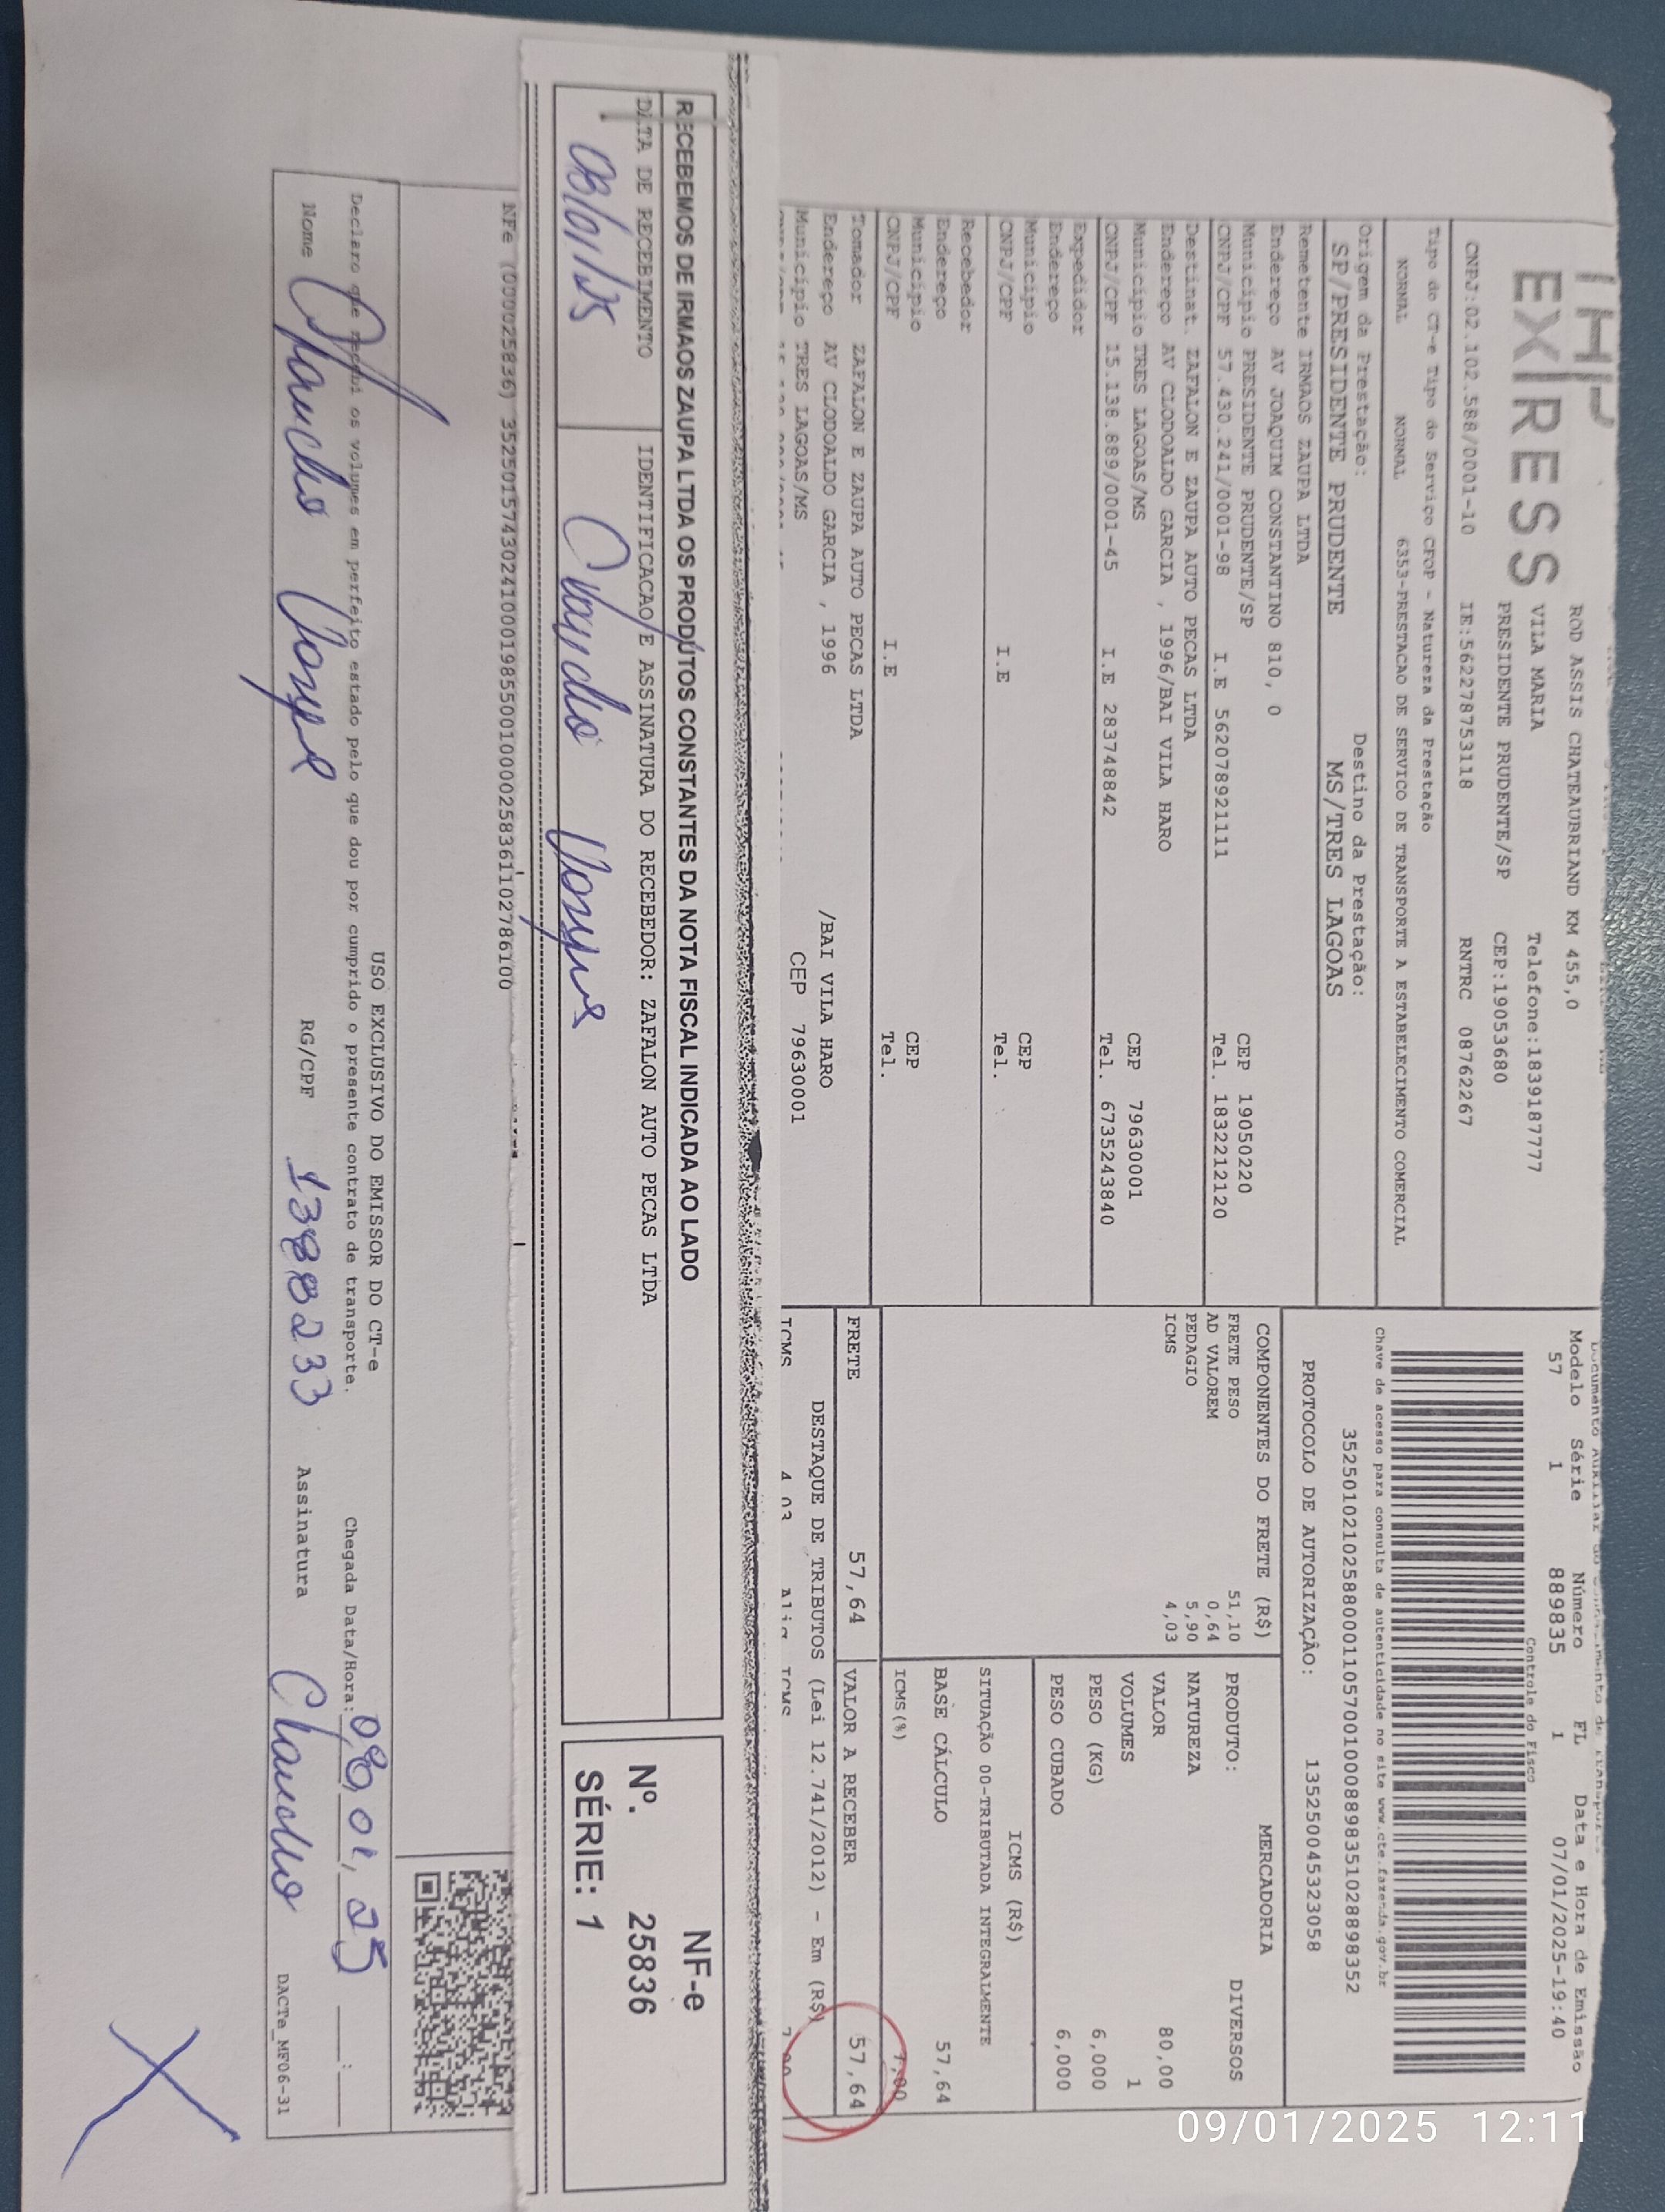 EXPRESS
ROD ASSIS CHATEAUBRIAND KM 455,0
VILA MARIA Telefone:1839187777
PRESIDENTE PRUDENTE/SP CEP:19053680
CNPJ:02.102.588/0001-10 IE:562278753118 RNTRC 08762267
Modelo Série Número FL Data e Hora de Emissão
57 1 889835 1 07/01/2025-19:40
Controle do Fisco
Chave de acesso para consulta de autenticidade no site www.cte.fazenda.gov.br
35250102102588000110570010008898351028898352
PROTOCOLO DE AUTORIZAÇÃO: 135250045323058
Tipo de CT-e Tipo de Serviço CFOP - Natureza da Prestação
NORMAL NORMAL 6353-PRESTACAO DE SERVICO DE TRANSPORTE A ESTABELECIMENTO COMERCIAL
Origem da Prestação: Destino da Prestação:
SP/PRESIDENTE PRUDENTE MS/TRES LAGOAS
Remetente IRMAOS ZAUPA LTDA
Endereço AV JOAQUIM CONSTANTINO 810, 0
Município PRESIDENTE PRUDENTE/SP CEP 19050220
CNPJ/CPF 57.430.241/0001-98 I.E 562078921111 Tel. 1832212120
Destinat. ZAFALON E ZAUPA AUTO PECAS LTDA
Endereço AV CLODOALDO GARCIA , 1996/BAI VILA HARO
Município TRES LAGOAS/MS CEP 79630001
CNPJ/CPF 15.138.889/0001-45 I.E 283748842 Tel. 6735243840
Expedidor
Endereço
Município CEP
CNPJ/CPF I.E Tel.
Recebedor
Endereço
Município CEP
CNPJ/CPF I.E Tel.
Tomador ZAFALON E ZAUPA AUTO PECAS LTDA
Endereço AV CLODOALDO GARCIA , 1996 /BAI VILA HARO
Município TRES LAGOAS/MS CEP 79630001
COMPONENTES DO FRETE (R$)
FRETE PESO 51,10
AD VALOREM 0,64
PEDAGIO 5,90
ICMS 4,03
MERCADORIA
PRODUTO: DIVERSOS
NATUREZA
VALOR 80,00
VOLUMES 1
PESO (KG) 6,000
PESO CUBADO 6,000
ICMS (R$)
SITUAÇÃO 00-TRIBUTADA INTEGRALMENTE
BASE CÁLCULO 57,64
ICMS(%) 7,00
FRETE 57,64 VALOR A RECEBER 57,64
DESTAQUE DE TRIBUTOS (Lei 12.741/2012) - Em (R$)
ICMS 4,03 Aliq ICMS 7,00
RECEBEMOS DE IRMAOS ZAUPA LTDA OS PRODUTOS CONSTANTES DA NOTA FISCAL INDICADA AO LADO
DATA DE RECEBIMENTO IDENTIFICACAO E ASSINATURA DO RECEBEDOR: ZAFALON AUTO PECAS LTDA
08/01/25
NF-e
Nº. 25836
SÉRIE: 1
NFe (000025836) 35250157430241000198550010000258361102786100
USO EXCLUSIVO DO EMISSOR DO CT-e
Declaro que recebi os volumes em perfeito estado pelo que dou por cumprido o presente contrato de transporte. Chegada Data/Hora: 08,01,25 __:__
Nome RG/CPF 1388233 Assinatura
DACTe_MF06-31
09/01/2025 12:11